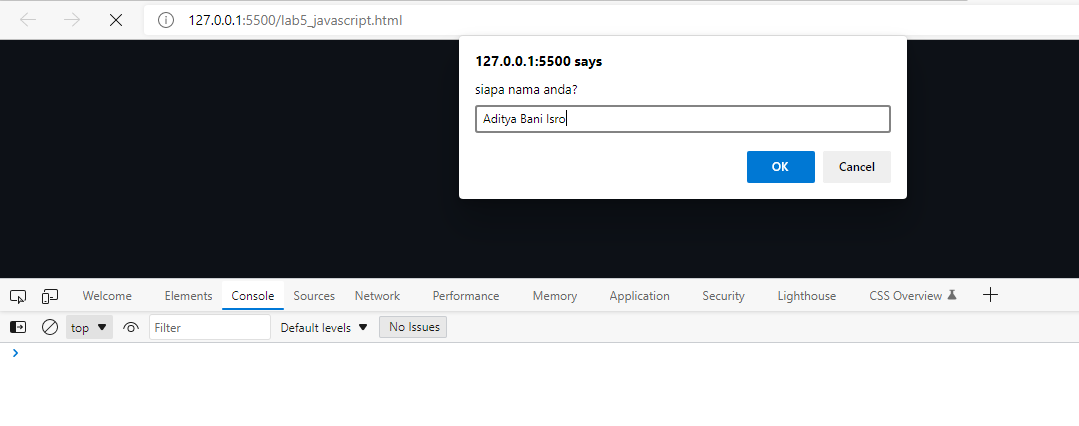 127.0.0.1:5500/lab5_javascript.html
127.0.0.1:5500 says
siapa nama anda?
Aditya Bani Isro
OK Cancel
Welcome Elements Console Sources Network Performance Memory Application Security Lighthouse CSS Overview
top Filter Default levels No Issues